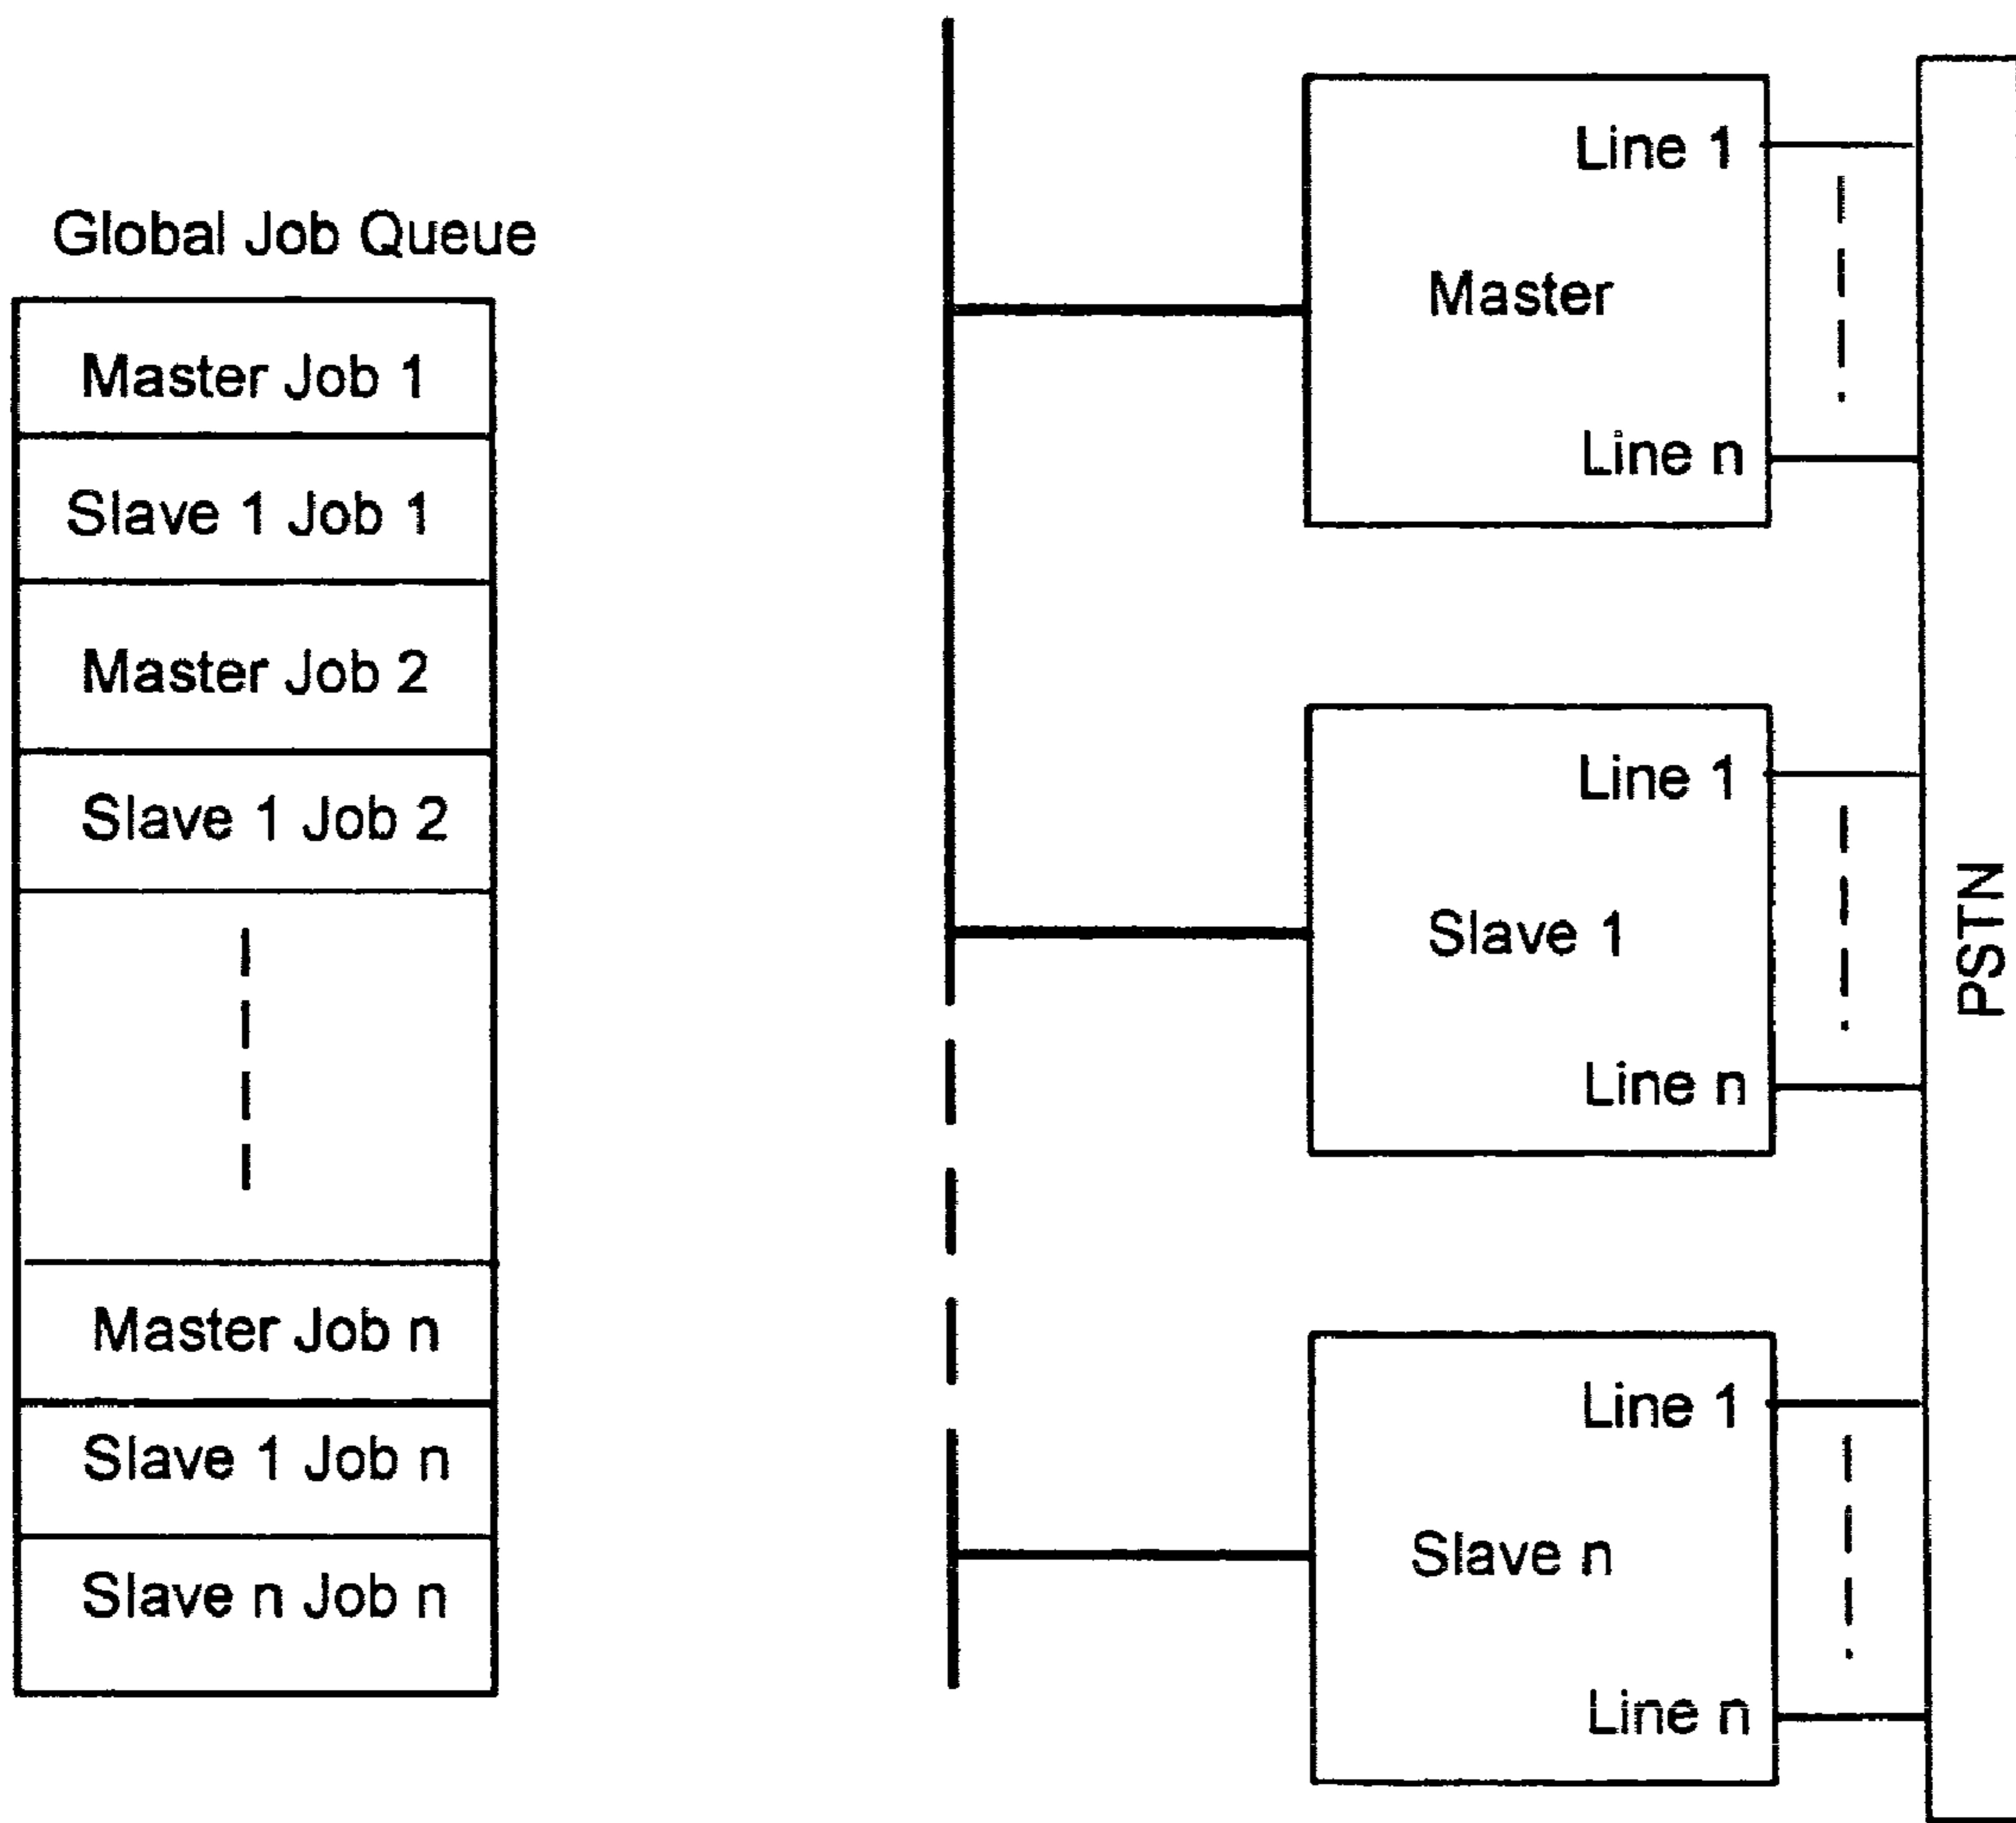 Global Job Queue
Master Job 1
Slave 1 Job 1
Master Job 2
Slave 1 Job 2
Master Job n
Slave 1 Job n
Slave n Job n
Line 1
Master
Line n
Line 1
Slave 1
Line n
Line 1
Slave n
Line n
PSTN